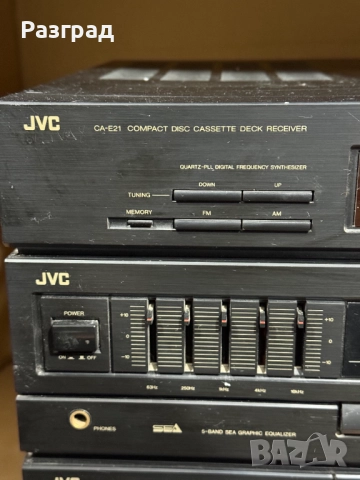 Разград
JVC CA-E21 COMPACT DISC CASSETTE DECK RECEIVER
QUARTZ-PLL DIGITAL FREQUENCY SYNTHESIZER
DOWN UP
TUNING
MEMORY FM AM
JVC
POWER
+10 +10
0 0
-10 -10
ON OFF
63Hz 250Hz 1kHz 4kHz 16kHz
PHONES SEA 5-BAND SEA GRAPHIC EQUALIZER
JVC
BAZAR